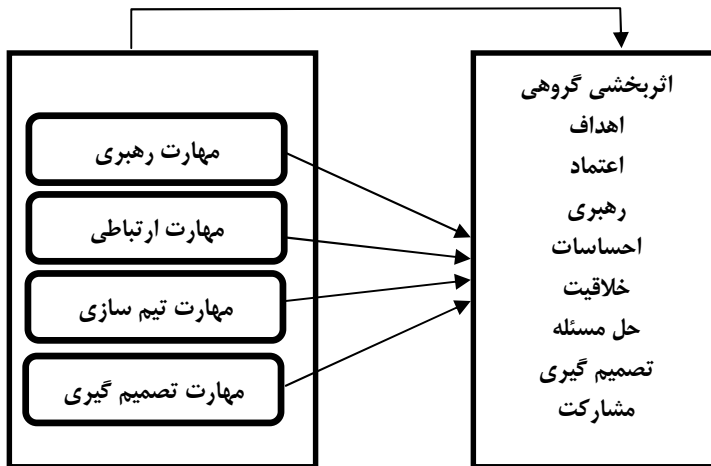 مهارت رهبری
مهارت ارتباطی
مهارت تیم سازی
مهارت تصمیم گیری
اثربخشی گروهی
اهداف
اعتماد
رهبری
احساسات
خلاقیت
حل مسئله
تصمیم گیری
مشارکت